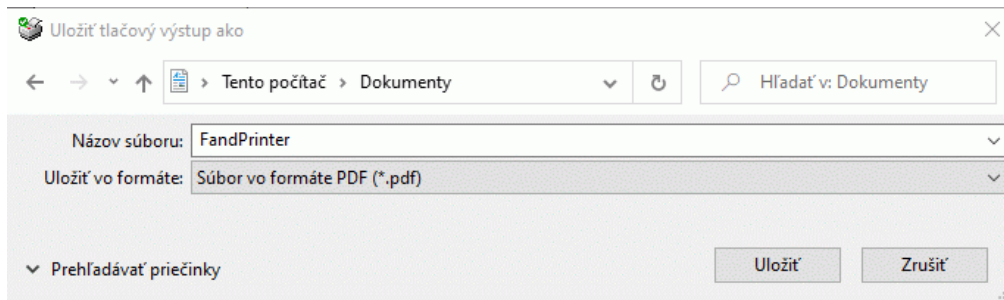 Uložiť tlačový výstup ako
Tento počítač > Dokumenty
Hľadať v: Dokumenty
Názov súboru: FandPrinter
Uložiť vo formáte: Súbor vo formáte PDF (*.pdf)
Prehľadávať priečinky
Uložiť
Zrušiť